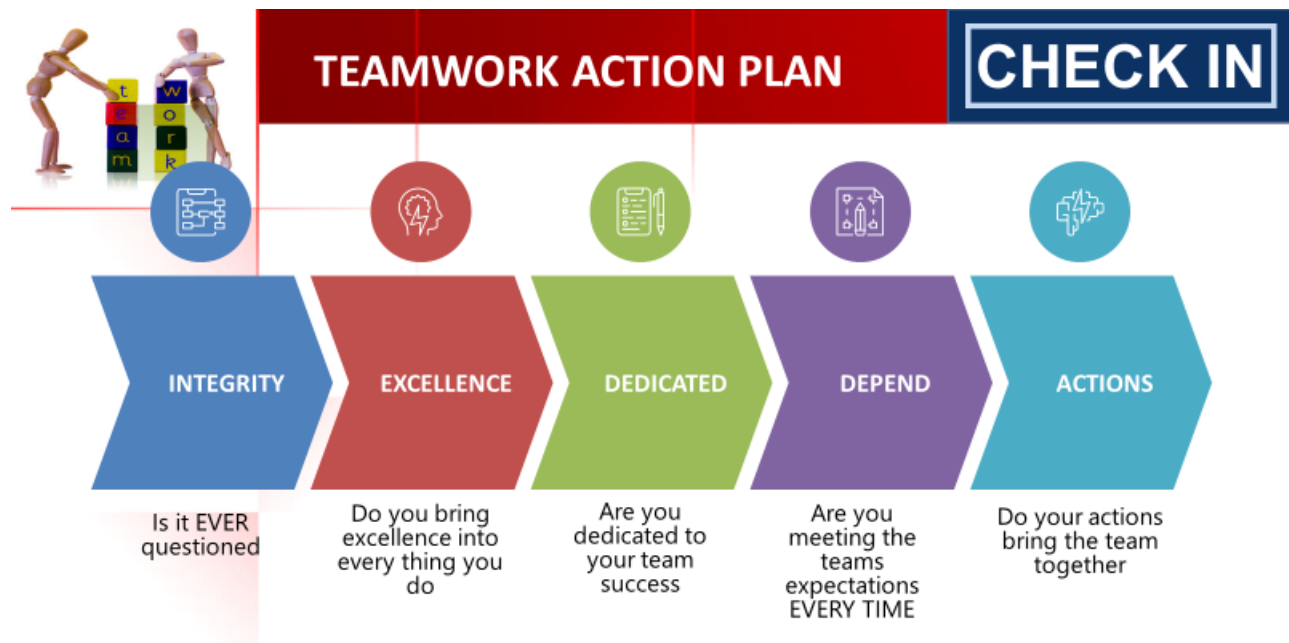 TEAMWORK ACTION PLAN
CHECK IN
t
e
a
m
w
o
r
k
INTEGRITY
EXCELLENCE
DEDICATED
DEPEND
ACTIONS
Is it EVER
questioned
Do you bring
excellence into
every thing you
do
Are you
dedicated to
your team
success
Are you
meeting the
teams
expectations
EVERY TIME
Do your actions
bring the team
together